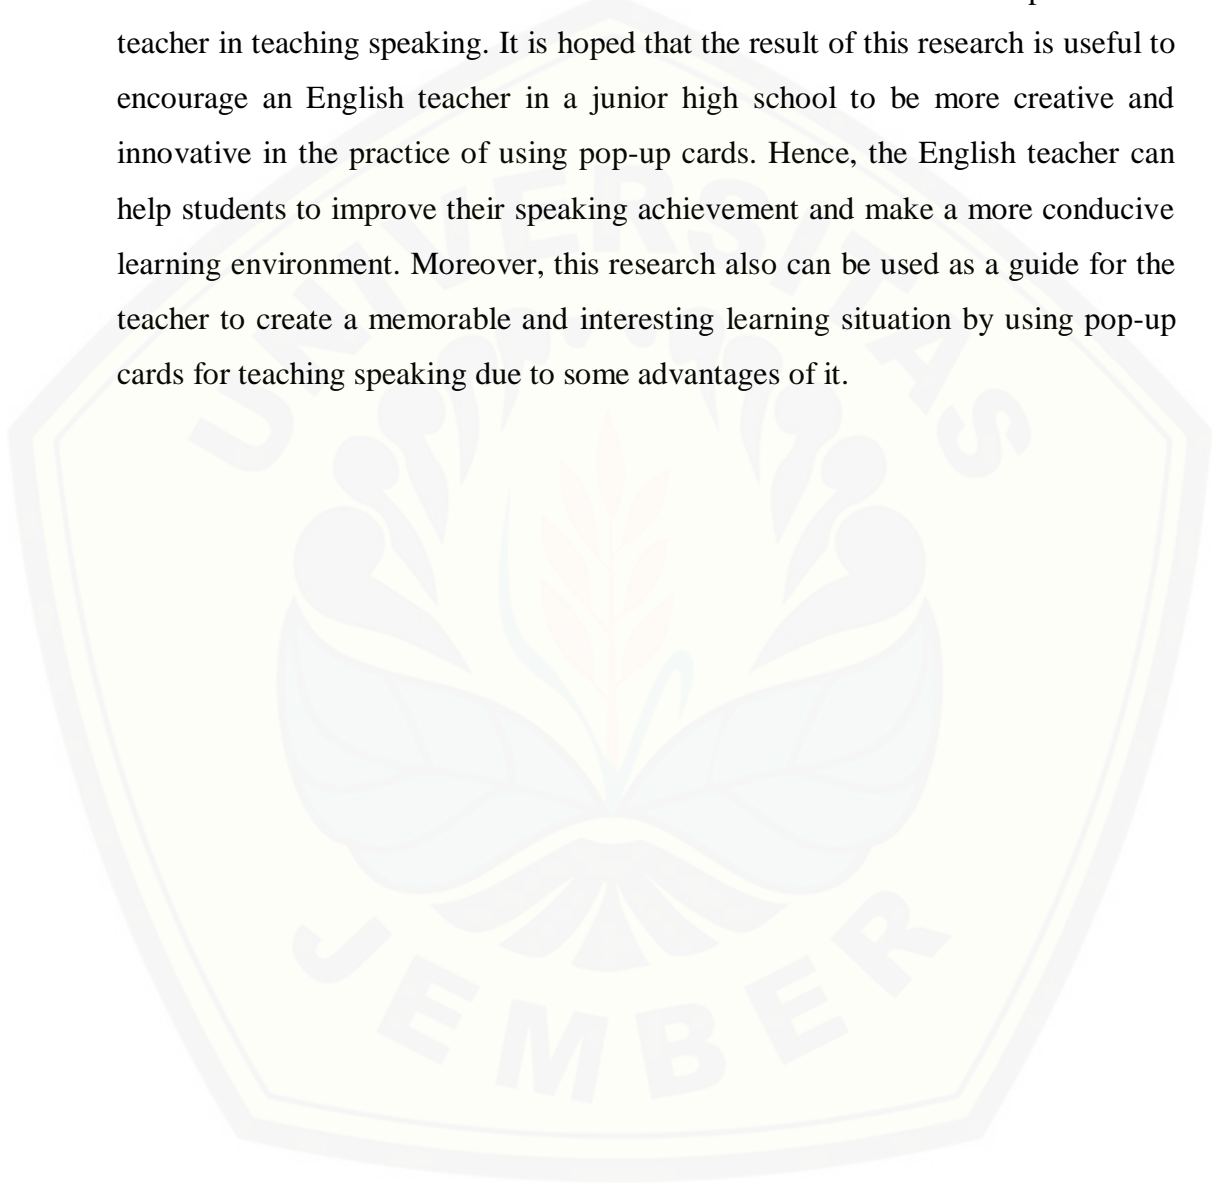 teacher in teaching speaking. It is hoped that the result of this research is useful to
encourage an English teacher in a junior high school to be more creative and
innovative in the practice of using pop-up cards. Hence, the English teacher can
help students to improve their speaking achievement and make a more conducive
learning environment. Moreover, this research also can be used as a guide for the
teacher to create a memorable and interesting learning situation by using pop-up
cards for teaching speaking due to some advantages of it.
UNIVERSITAS
JEMBER